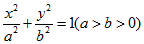 x²/a² + y²/b² = 1(a > b > 0)